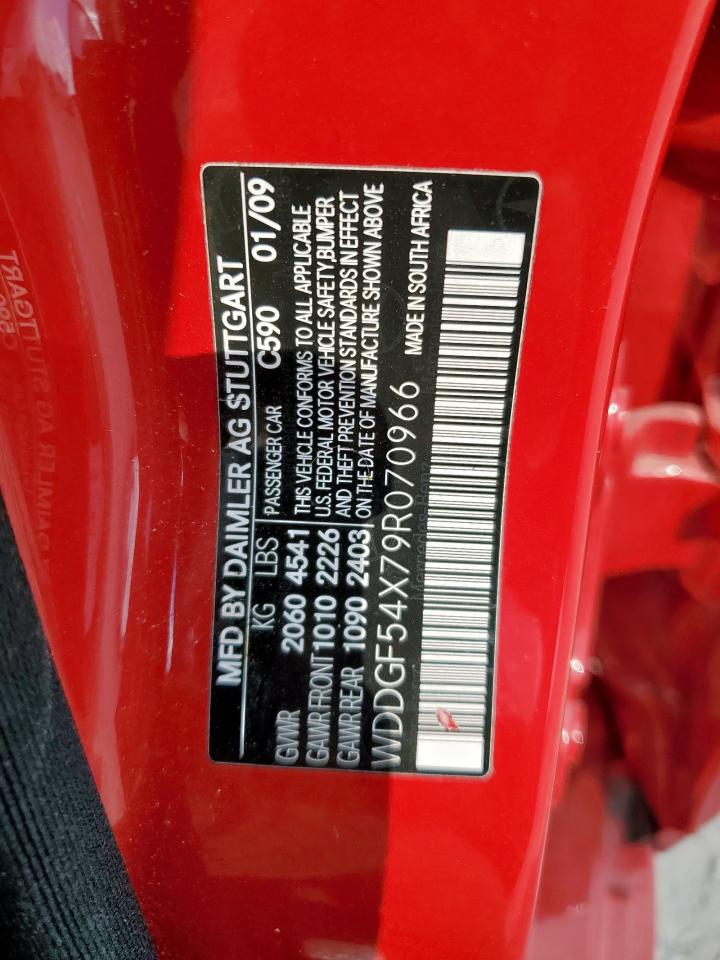 MFD BY DAIMLER AG STUTTGART
KG LBS PASSENGER CAR C590 01/09
GVWR 2060 4541 THIS VEHICLE CONFORMS TO ALL APPLICABLE
GAWR FRONT 1010 2226 U.S. FEDERAL MOTOR VEHICLE SAFETY,BUMPER
GAWR REAR 1090 2403 AND THEFT PREVENTION STANDARDS IN EFFECT
ON THE DATE OF MANUFACTURE SHOWN ABOVE
WDDGF54X79R070966 MADE IN SOUTH AFRICA
Mercedes-Benz